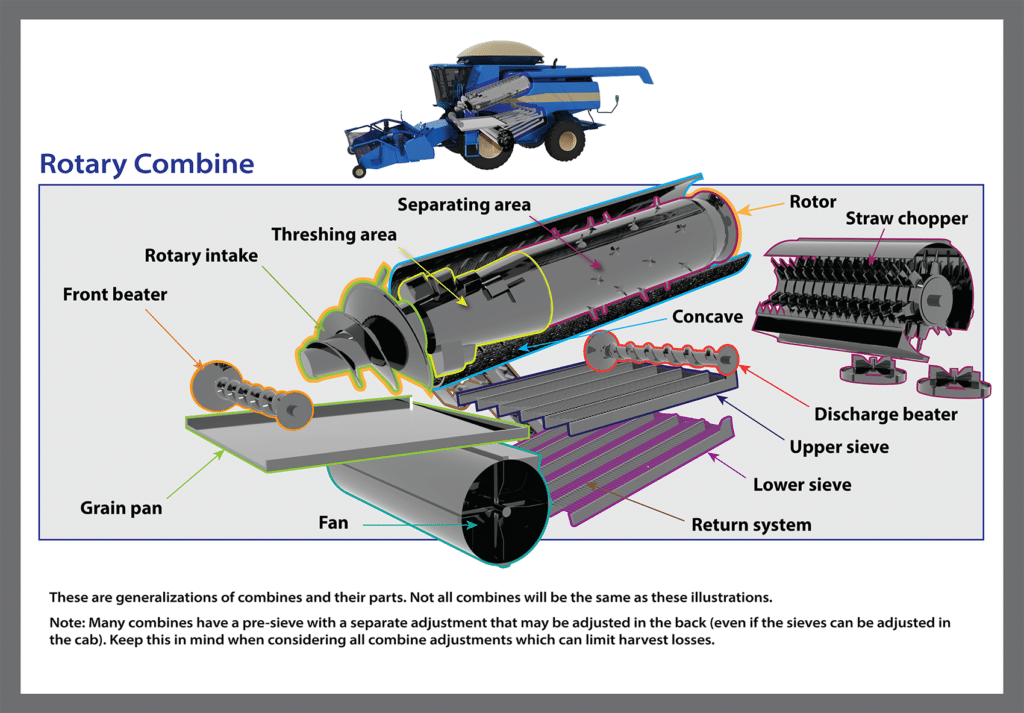 Rotary Combine
Separating area
Rotor
Straw chopper
Threshing area
Rotary intake
Front beater
Concave
Discharge beater
Upper sieve
Lower sieve
Grain pan
Fan
Return system
These are generalizations of combines and their parts. Not all combines will be the same as these illustrations.
Note: Many combines have a pre-sieve with a separate adjustment that may be adjusted in the back (even if the sieves can be adjusted in
the cab). Keep this in mind when considering all combine adjustments which can limit harvest losses.